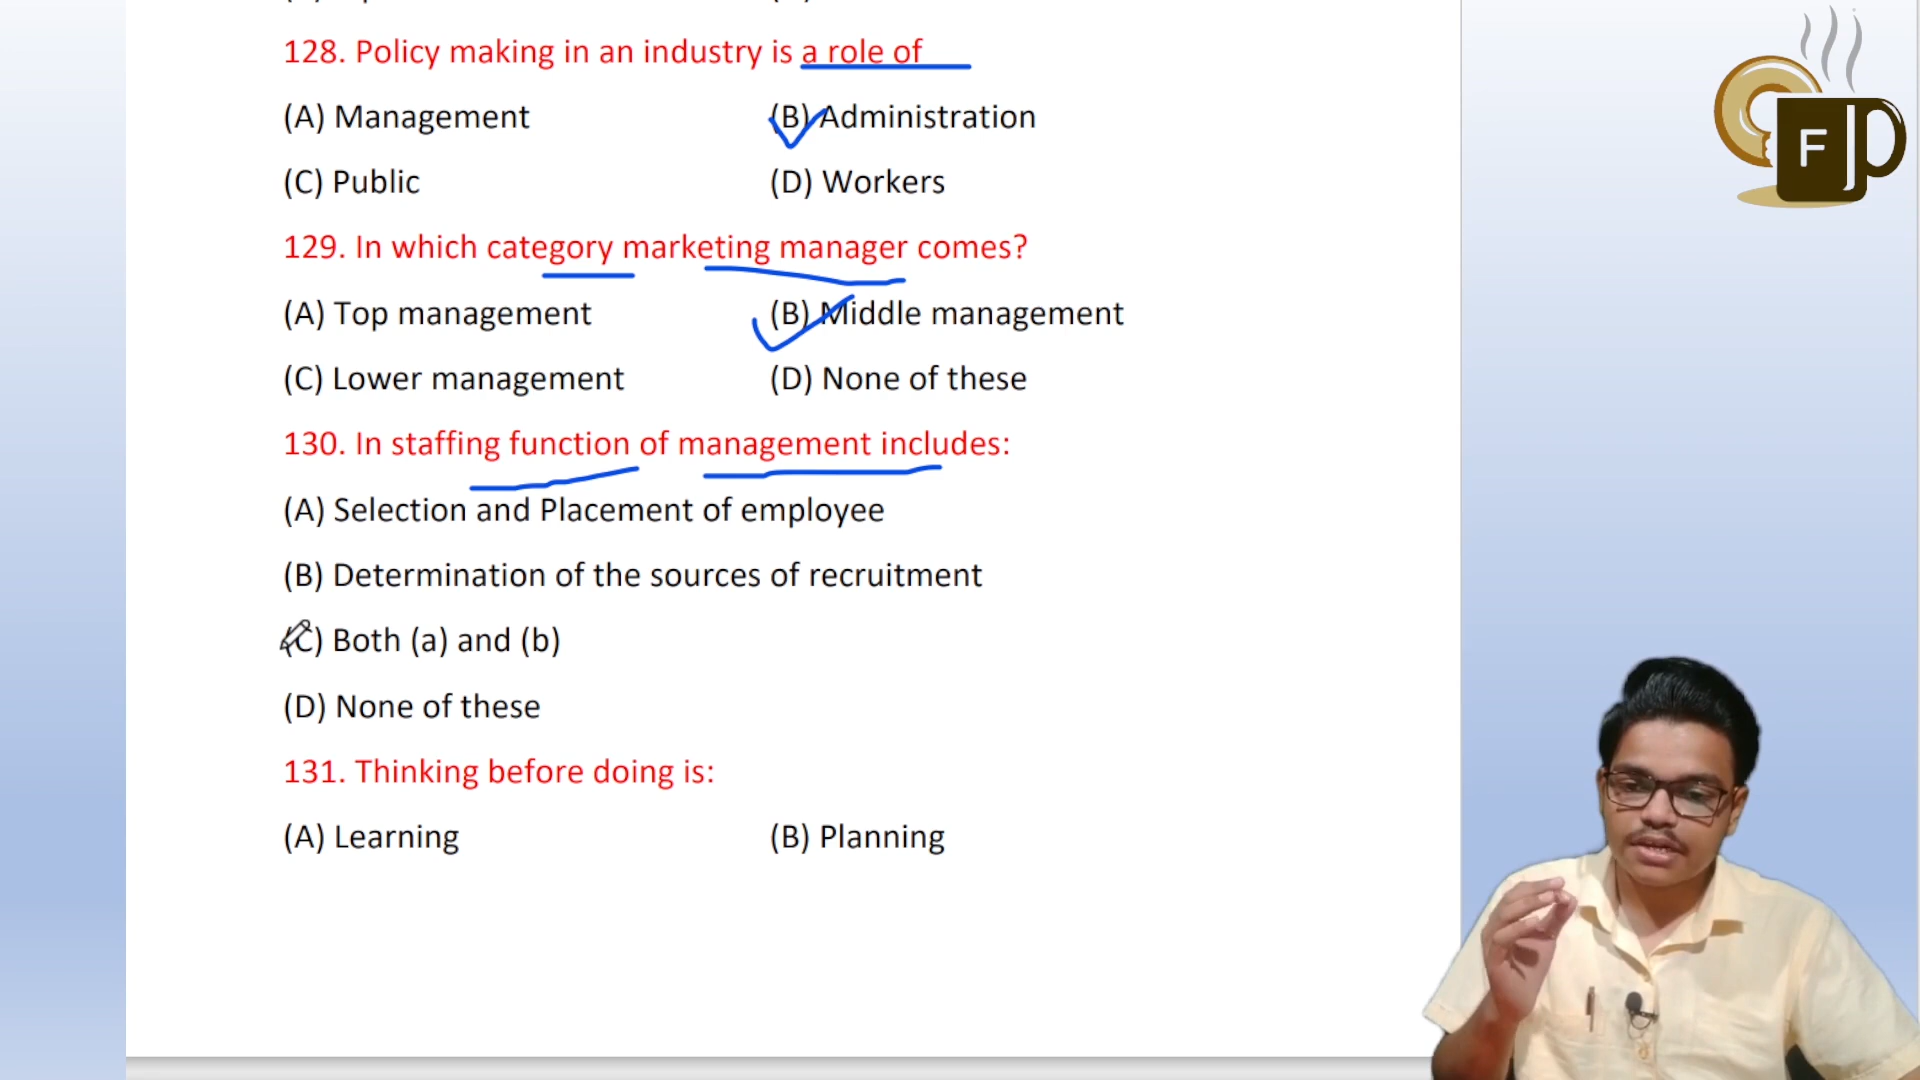 128. Policy making in an industry is a role of
(A) Management (B) Administration
(C) Public (D) Workers
129. In which category marketing manager comes?
(A) Top management (B) Middle management
(C) Lower management (D) None of these
130. In staffing function of management includes:
(A) Selection and Placement of employee
(B) Determination of the sources of recruitment
(C) Both (a) and (b)
(D) None of these
131. Thinking before doing is:
(A) Learning (B) Planning
F J